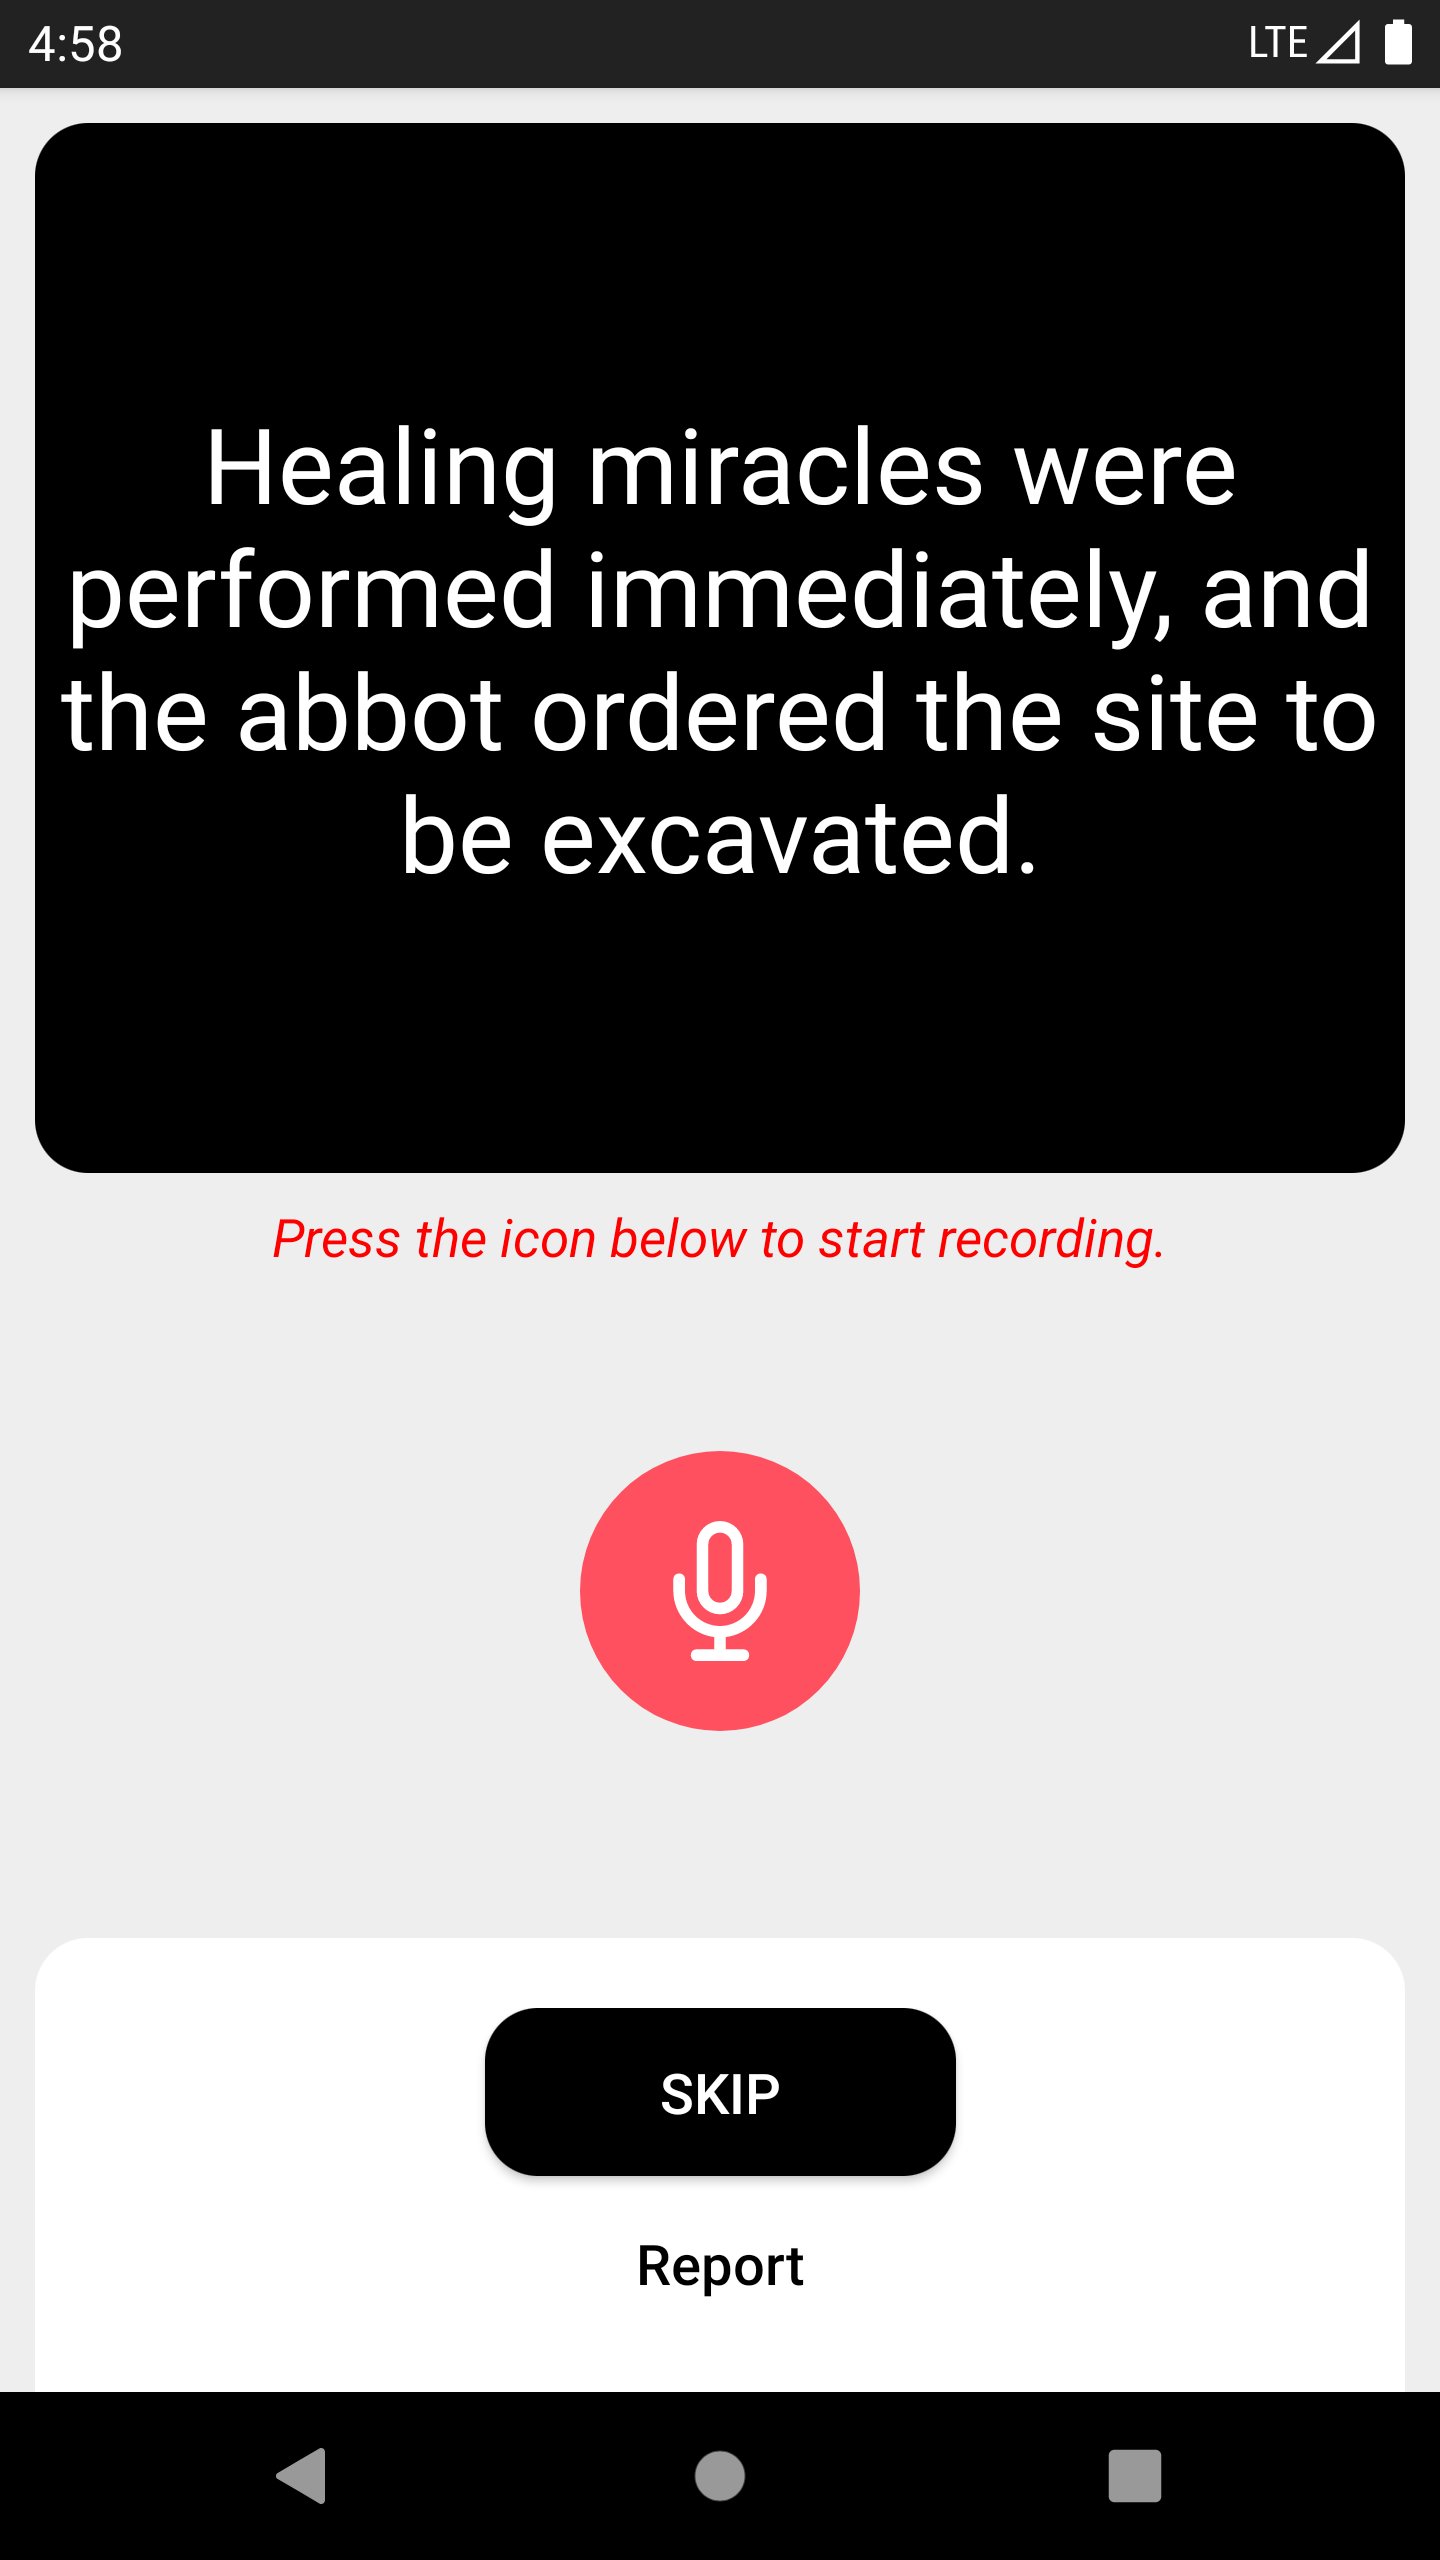 4:58
LTE
Healing miracles were
performed immediately, and
the abbot ordered the site to
be excavated.
Press the icon below to start recording.
SKIP
Report